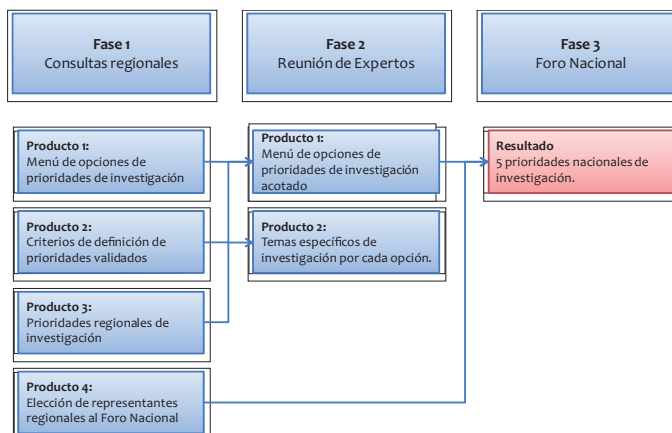 Fase 1
Consultas regionales
Fase 2
Reunión de Expertos
Fase 3
Foro Nacional
Producto 1:
Menú de opciones de
prioridades de investigación
Producto 1:
Menú de opciones de
prioridades de investigación
acotado
Resultado
5 prioridades nacionales de
investigación.
Producto 2:
Criterios de definición de
prioridades validados
Producto 2:
Temas específicos de
investigación por cada opción.
Producto 3:
Prioridades regionales de
investigación
Producto 4:
Elección de representantes
regionales al Foro Nacional